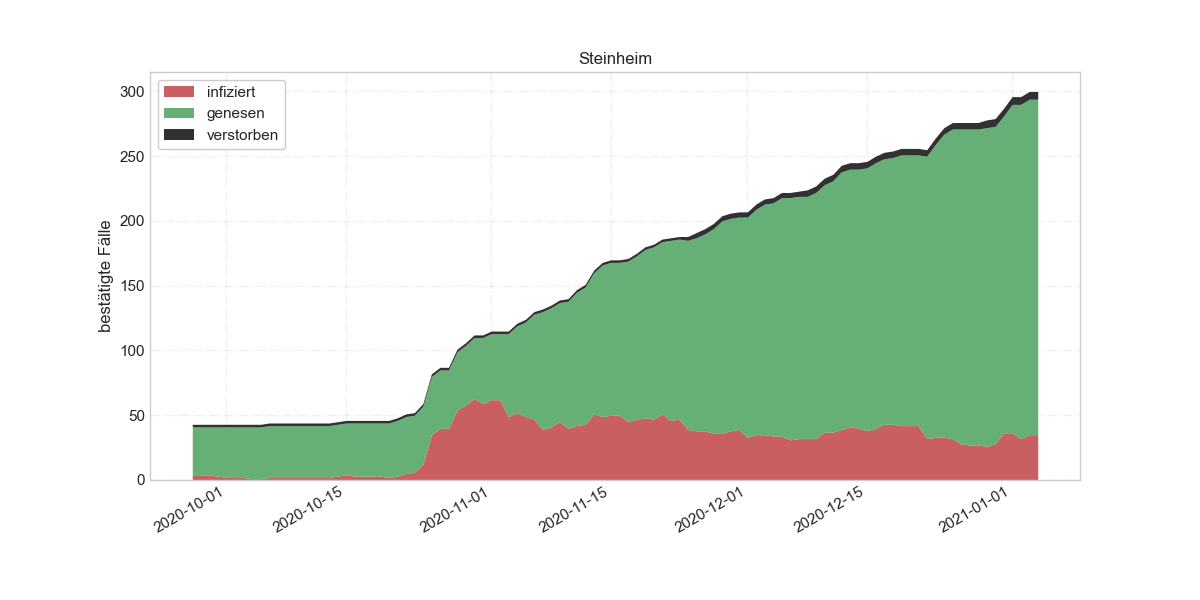 Steinheim
infiziert
genesen
verstorben
bestätigte Fälle
300
250
200
150
100
50
0
2020-10-01
2020-10-15
2020-11-01
2020-11-15
2020-12-01
2020-12-15
2021-01-01